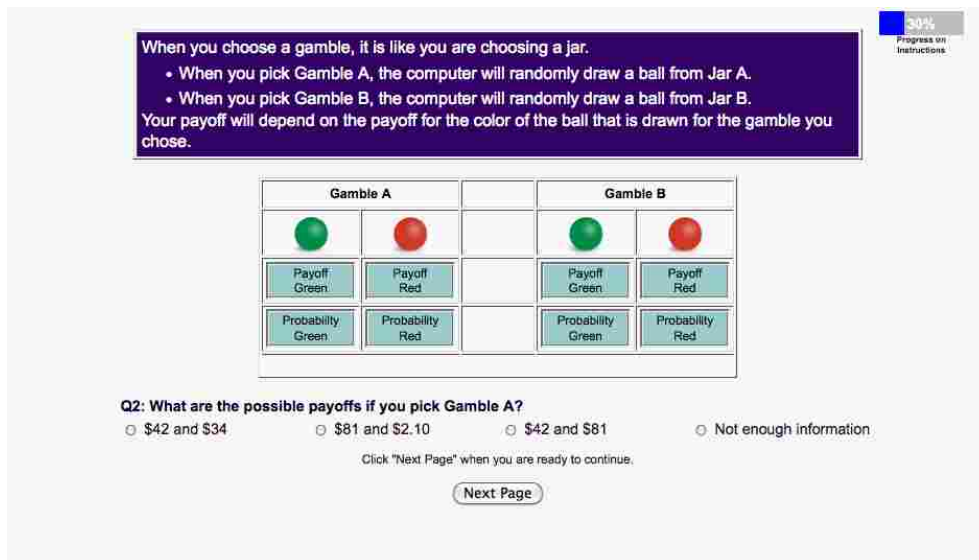 30%
Progress on
Instructions
When you choose a gamble, it is like you are choosing a jar.
• When you pick Gamble A, the computer will randomly draw a ball from Jar A.
• When you pick Gamble B, the computer will randomly draw a ball from Jar B.
Your payoff will depend on the payoff for the color of the ball that is drawn for the gamble you
chose.
Gamble A Gamble B
Payoff Green Payoff Red Payoff Green Payoff Red
Probability Green Probability Red Probability Green Probability Red
Q2: What are the possible payoffs if you pick Gamble A?
$42 and $34 $81 and $2.10 $42 and $81 Not enough information
Click "Next Page" when you are ready to continue.
Next Page